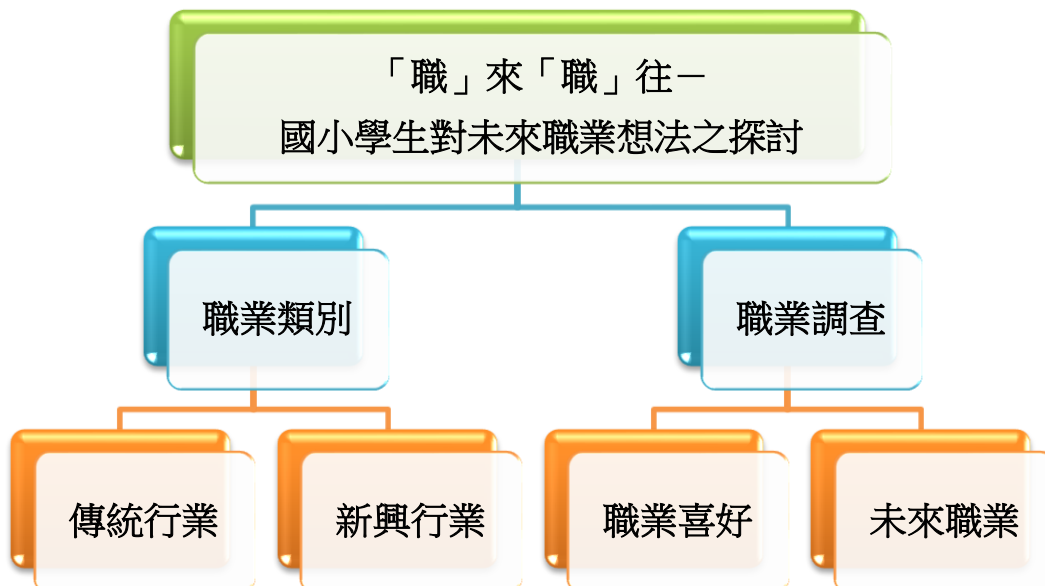 「職」來「職」往－
國小學生對未來職業想法之探討
職業類別
職業調查
傳統行業
新興行業
職業喜好
未來職業